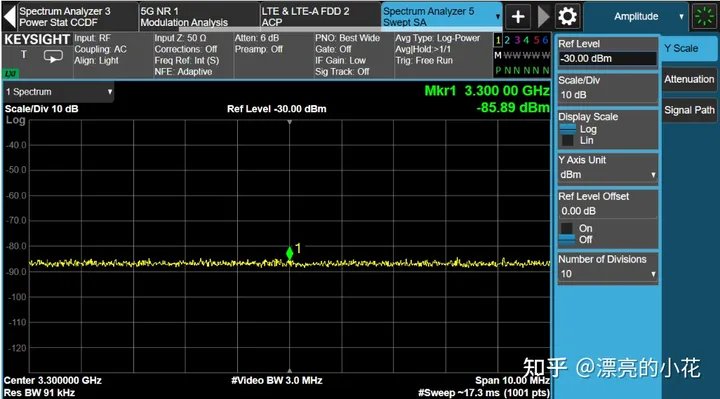 Spectrum Analyzer 3
Power Stat CCDF
5G NR 1
Modulation Analysis
LTE & LTE-A FDD 2
ACP
Spectrum Analyzer 5
Swept SA
Amplitude
KEYSIGHT
T
LXI
Input: RF
Coupling: AC
Align: Light
Input Z: 50 Ω
Corrections: Off
Freq Ref: Int (S)
NFE: Adaptive
Atten: 6 dB
Preamp: Off
PNO: Best Wide
Gate: Off
IF Gain: Low
Sig Track: Off
Avg Type: Log-Power
Avg|Hold:>1/1
Trig: Free Run
1 2 3 4 5 6
M W W W W W
P N N N N N
1 Spectrum
Mkr1 3.300 00 GHz
-85.89 dBm
Scale/Div 10 dB
Ref Level -30.00 dBm
Log
-40.0
-50.0
-60.0
-70.0
-80.0
-90.0
-100
-110
-120
1
Center 3.300000 GHz
#Video BW 3.0 MHz
Span 10.00 MHz
Res BW 91 kHz
#Sweep ~17.3 ms (1001 pts)
Ref Level
-30.00 dBm
Scale/Div
10 dB
Display Scale
Log
Lin
Y Axis Unit
dBm
Ref Level Offset
0.00 dB
On
Off
Number of Divisions
10
Y Scale
Attenuation
Signal Path
知乎 @漂亮的小花